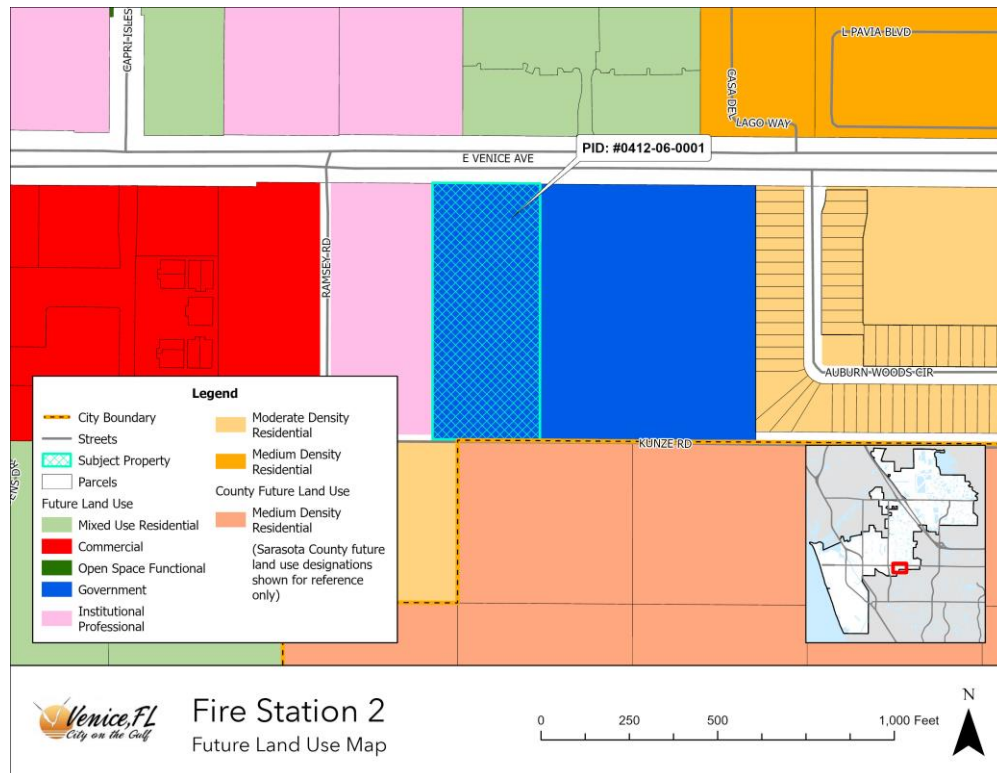 CAPRI-ISLES
L PAVIA BLVD
CASA DEL
LAGO WAY
PID: #0412-06-0001
E VENICE AVE
RAMSEY RD
AUBURN WOODS CIR
KUNZE RD
Legend
City Boundary
Streets
Subject Property
Parcels
Future Land Use
Mixed Use Residential
Commercial
Open Space Functional
Government
Institutional
Professional
Moderate Density
Residential
Medium Density
Residential
County Future Land Use
Medium Density
Residential
(Sarasota County future
land use designations
shown for reference
only)
Venice, FL
City on the Gulf
Fire Station 2
Future Land Use Map
0 250 500 1,000 Feet
N